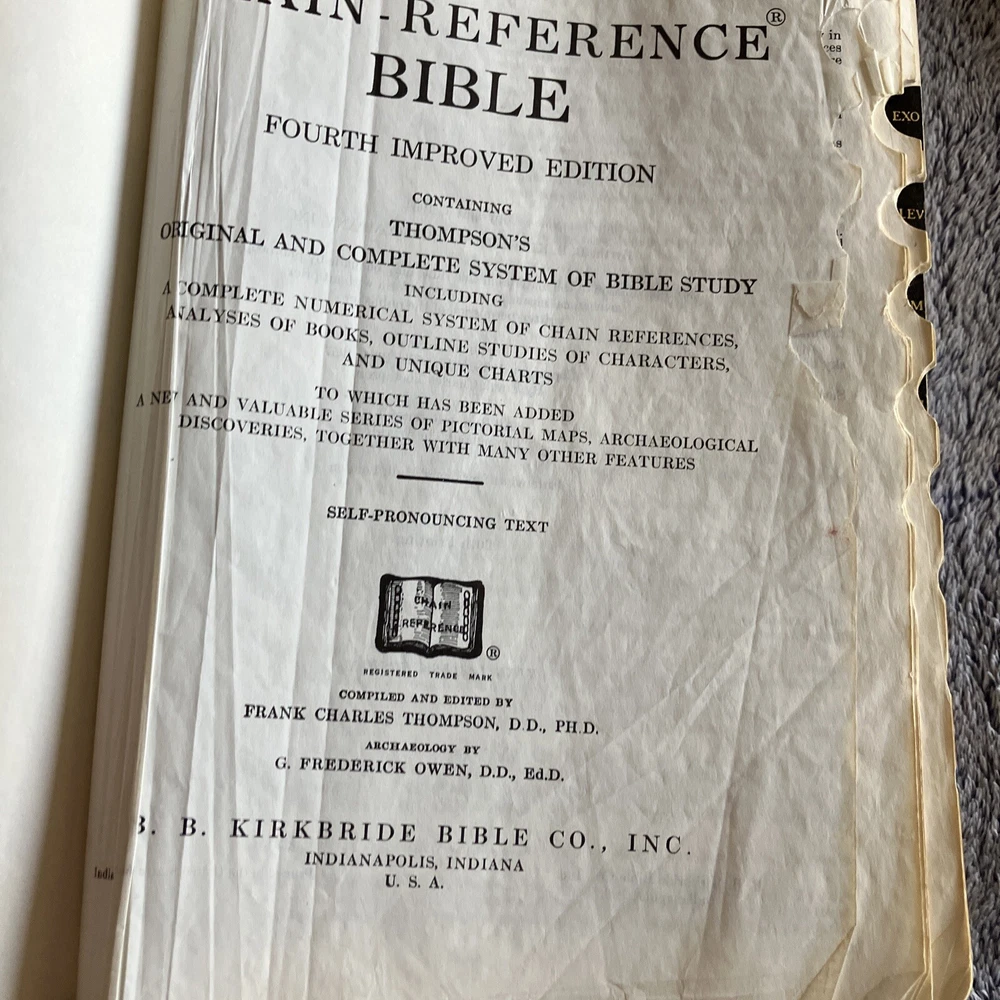 AIN-REFERENCE®
BIBLE
FOURTH IMPROVED EDITION
CONTAINING
THOMPSON'S
ORIGINAL AND COMPLETE SYSTEM OF BIBLE STUDY
INCLUDING
A COMPLETE NUMERICAL SYSTEM OF CHAIN REFERENCES,
ANALYSES OF BOOKS, OUTLINE STUDIES OF CHARACTERS,
AND UNIQUE CHARTS
TO WHICH HAS BEEN ADDED
A NEW AND VALUABLE SERIES OF PICTORIAL MAPS, ARCHAEOLOGICAL
DISCOVERIES, TOGETHER WITH MANY OTHER FEATURES
SELF-PRONOUNCING TEXT
CHAIN
REFERENCE
®
REGISTERED TRADE MARK
COMPILED AND EDITED BY
FRANK CHARLES THOMPSON, D.D., PH.D.
ARCHAEOLOGY BY
G. FREDERICK OWEN, D.D., Ed.D.
B. B. KIRKBRIDE BIBLE CO., INC.
INDIANAPOLIS, INDIANA
U. S. A.
India
in
EXO
LEV